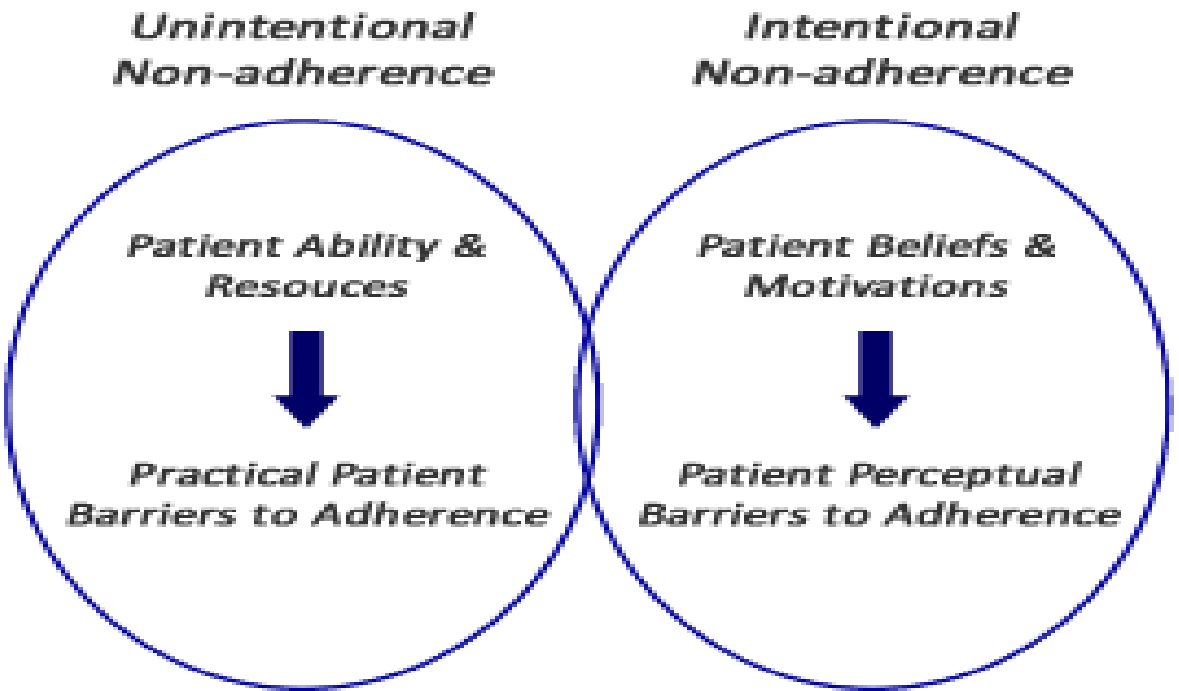 Unintentional
Non-adherence
Patient Ability &
Resouces
Practical Patient
Barriers to Adherence
Intentional
Non-adherence
Patient Beliefs &
Motivations
Patient Perceptual
Barriers to Adherence